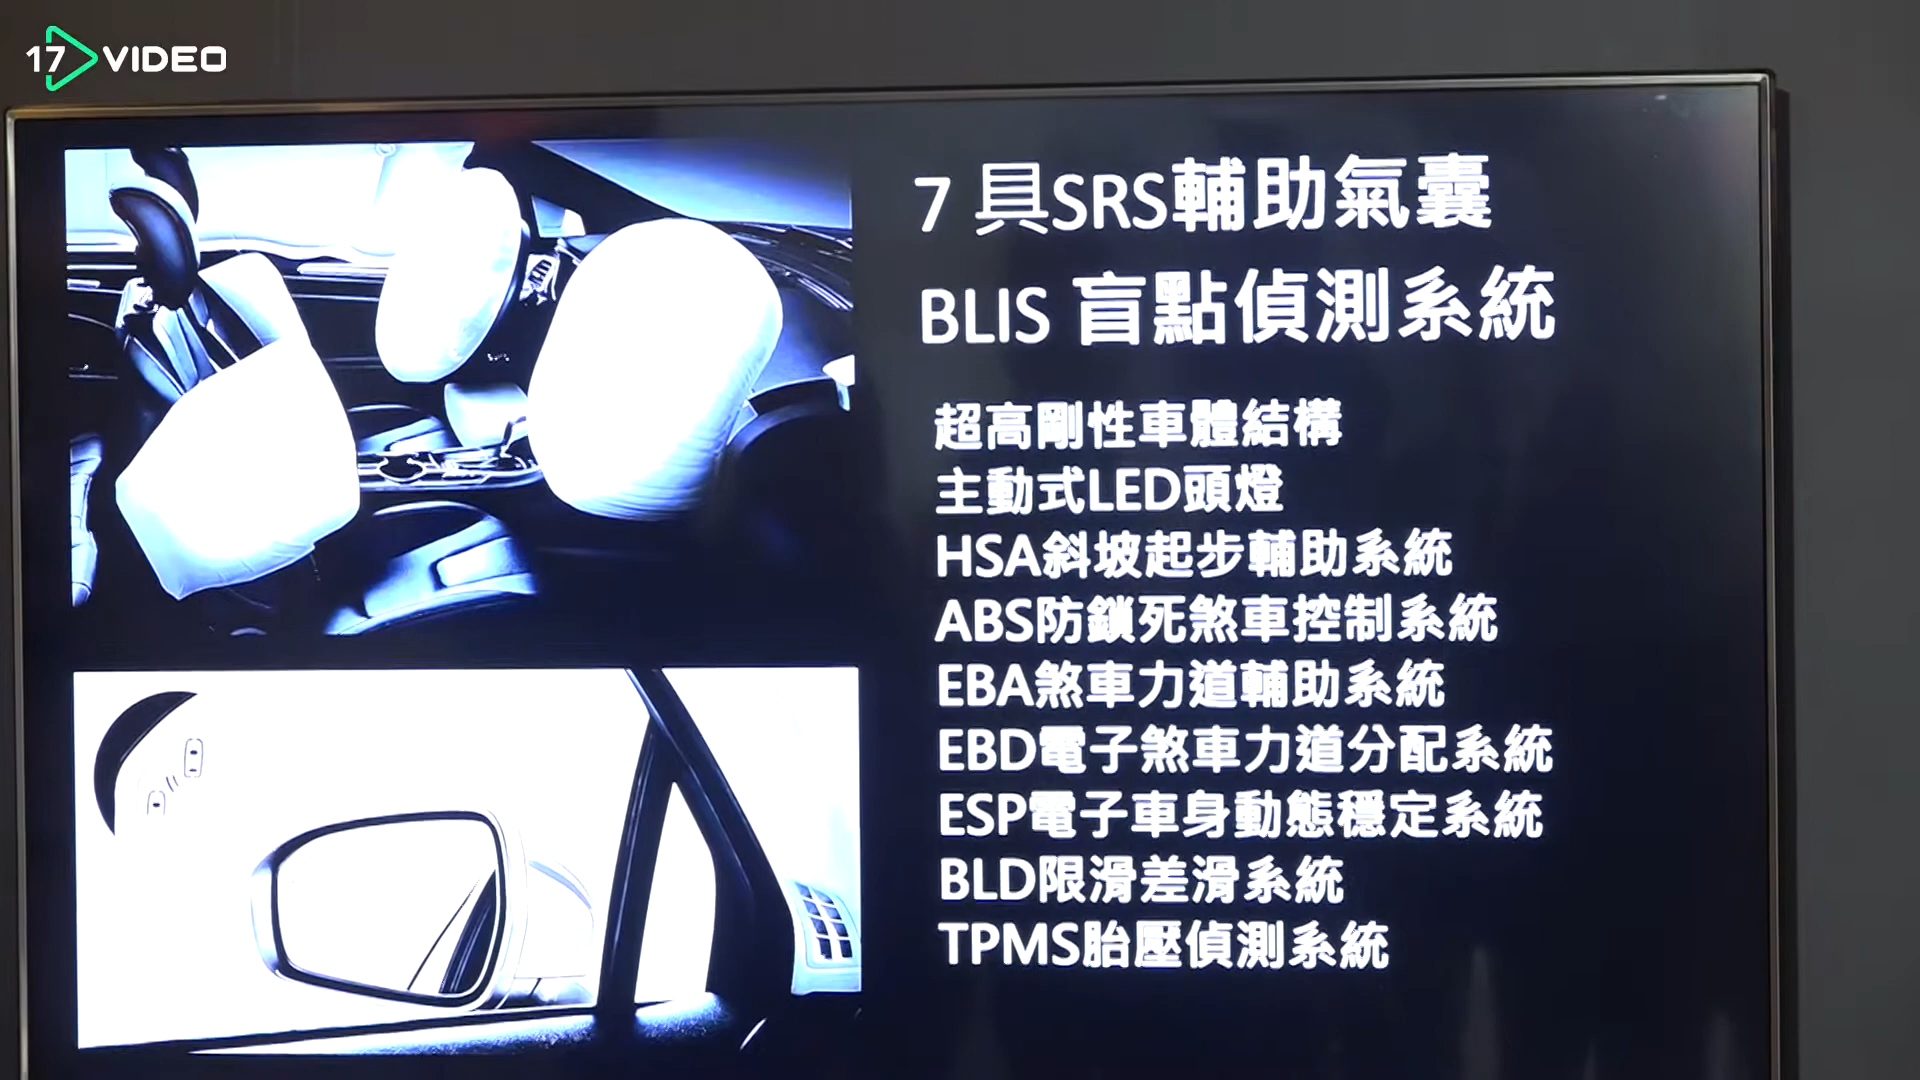 17 VIDEO
7 具SRS輔助氣囊
BLIS 盲點偵測系統
超高剛性車體結構
主動式LED頭燈
HSA斜坡起步輔助系統
ABS防鎖死煞車控制系統
EBA煞車力道輔助系統
EBD電子煞車力道分配系統
ESP電子車身動態穩定系統
BLD限滑差滑系統
TPMS胎壓偵測系統